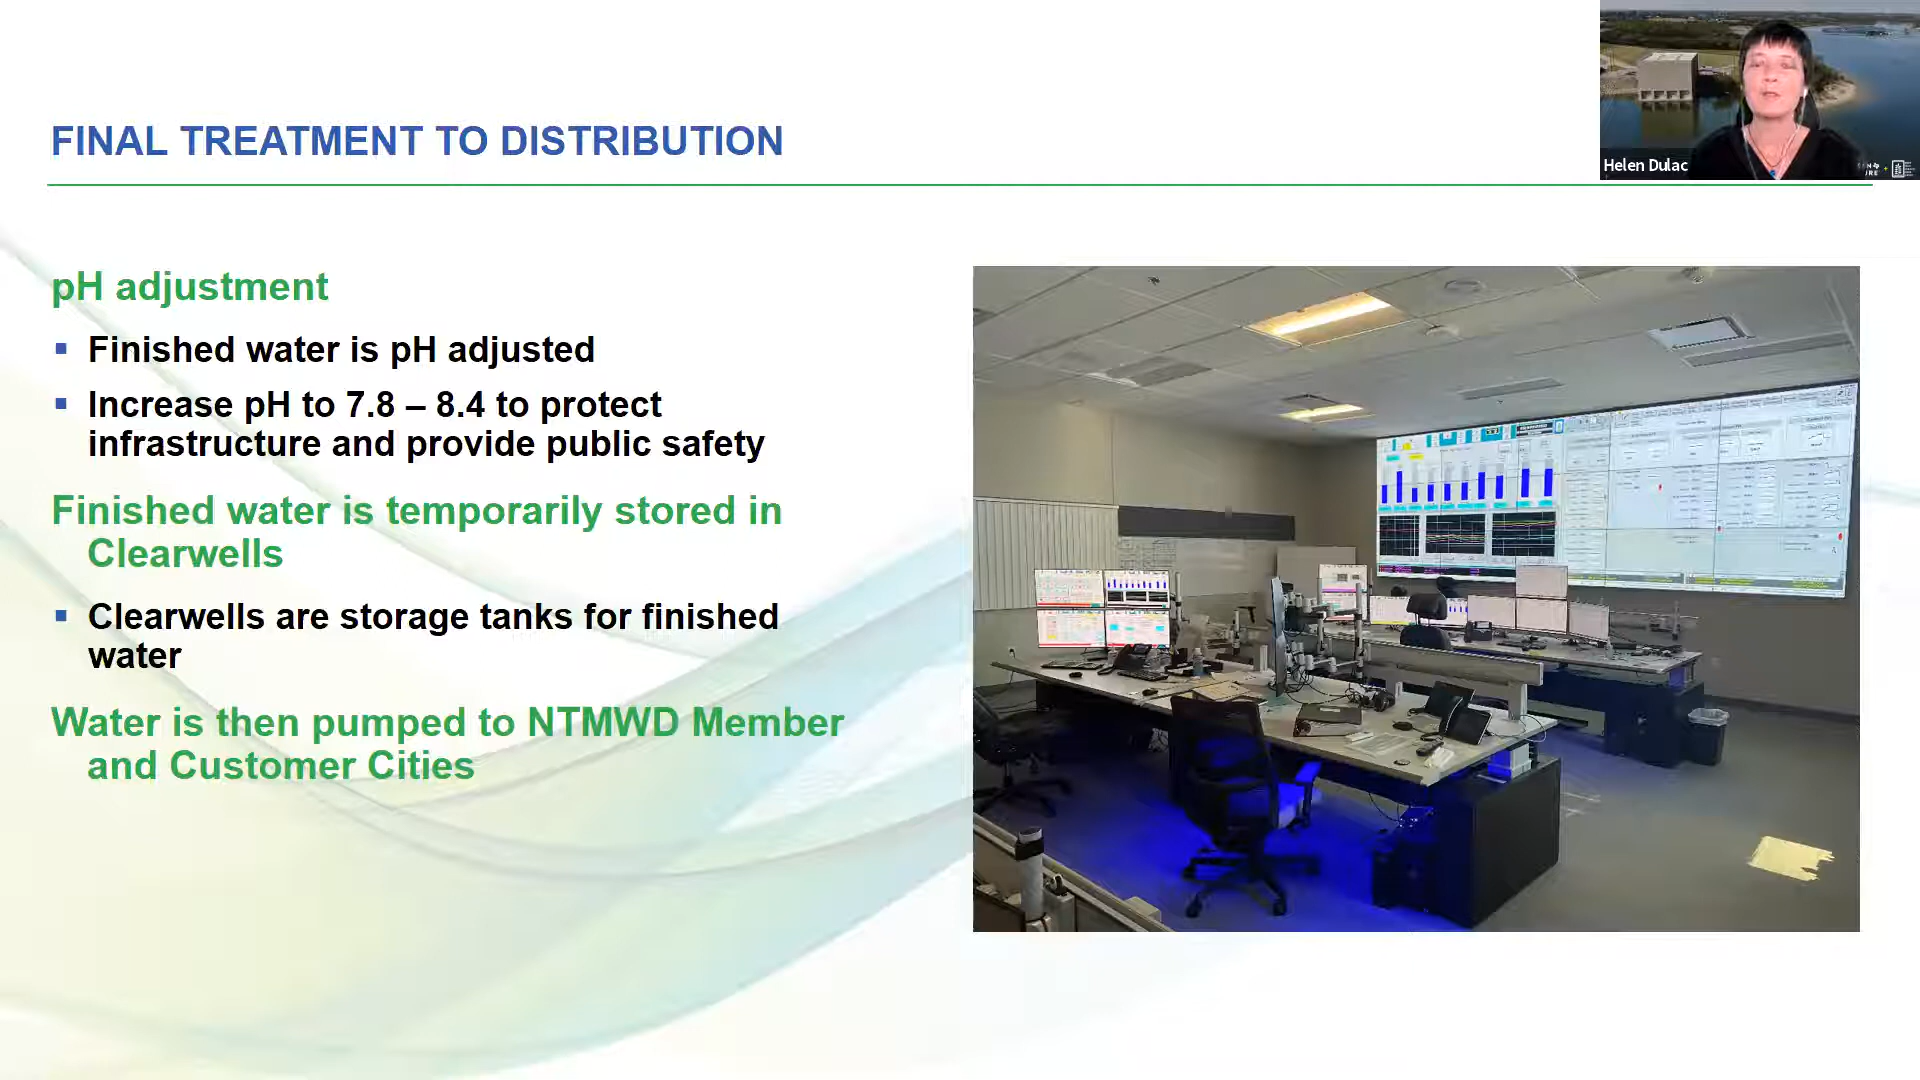 Helen Dulac
FINAL TREATMENT TO DISTRIBUTION
pH adjustment
▪ Finished water is pH adjusted
▪ Increase pH to 7.8 – 8.4 to protect
infrastructure and provide public safety
Finished water is temporarily stored in
Clearwells
▪ Clearwells are storage tanks for finished
water
Water is then pumped to NTMWD Member
and Customer Cities